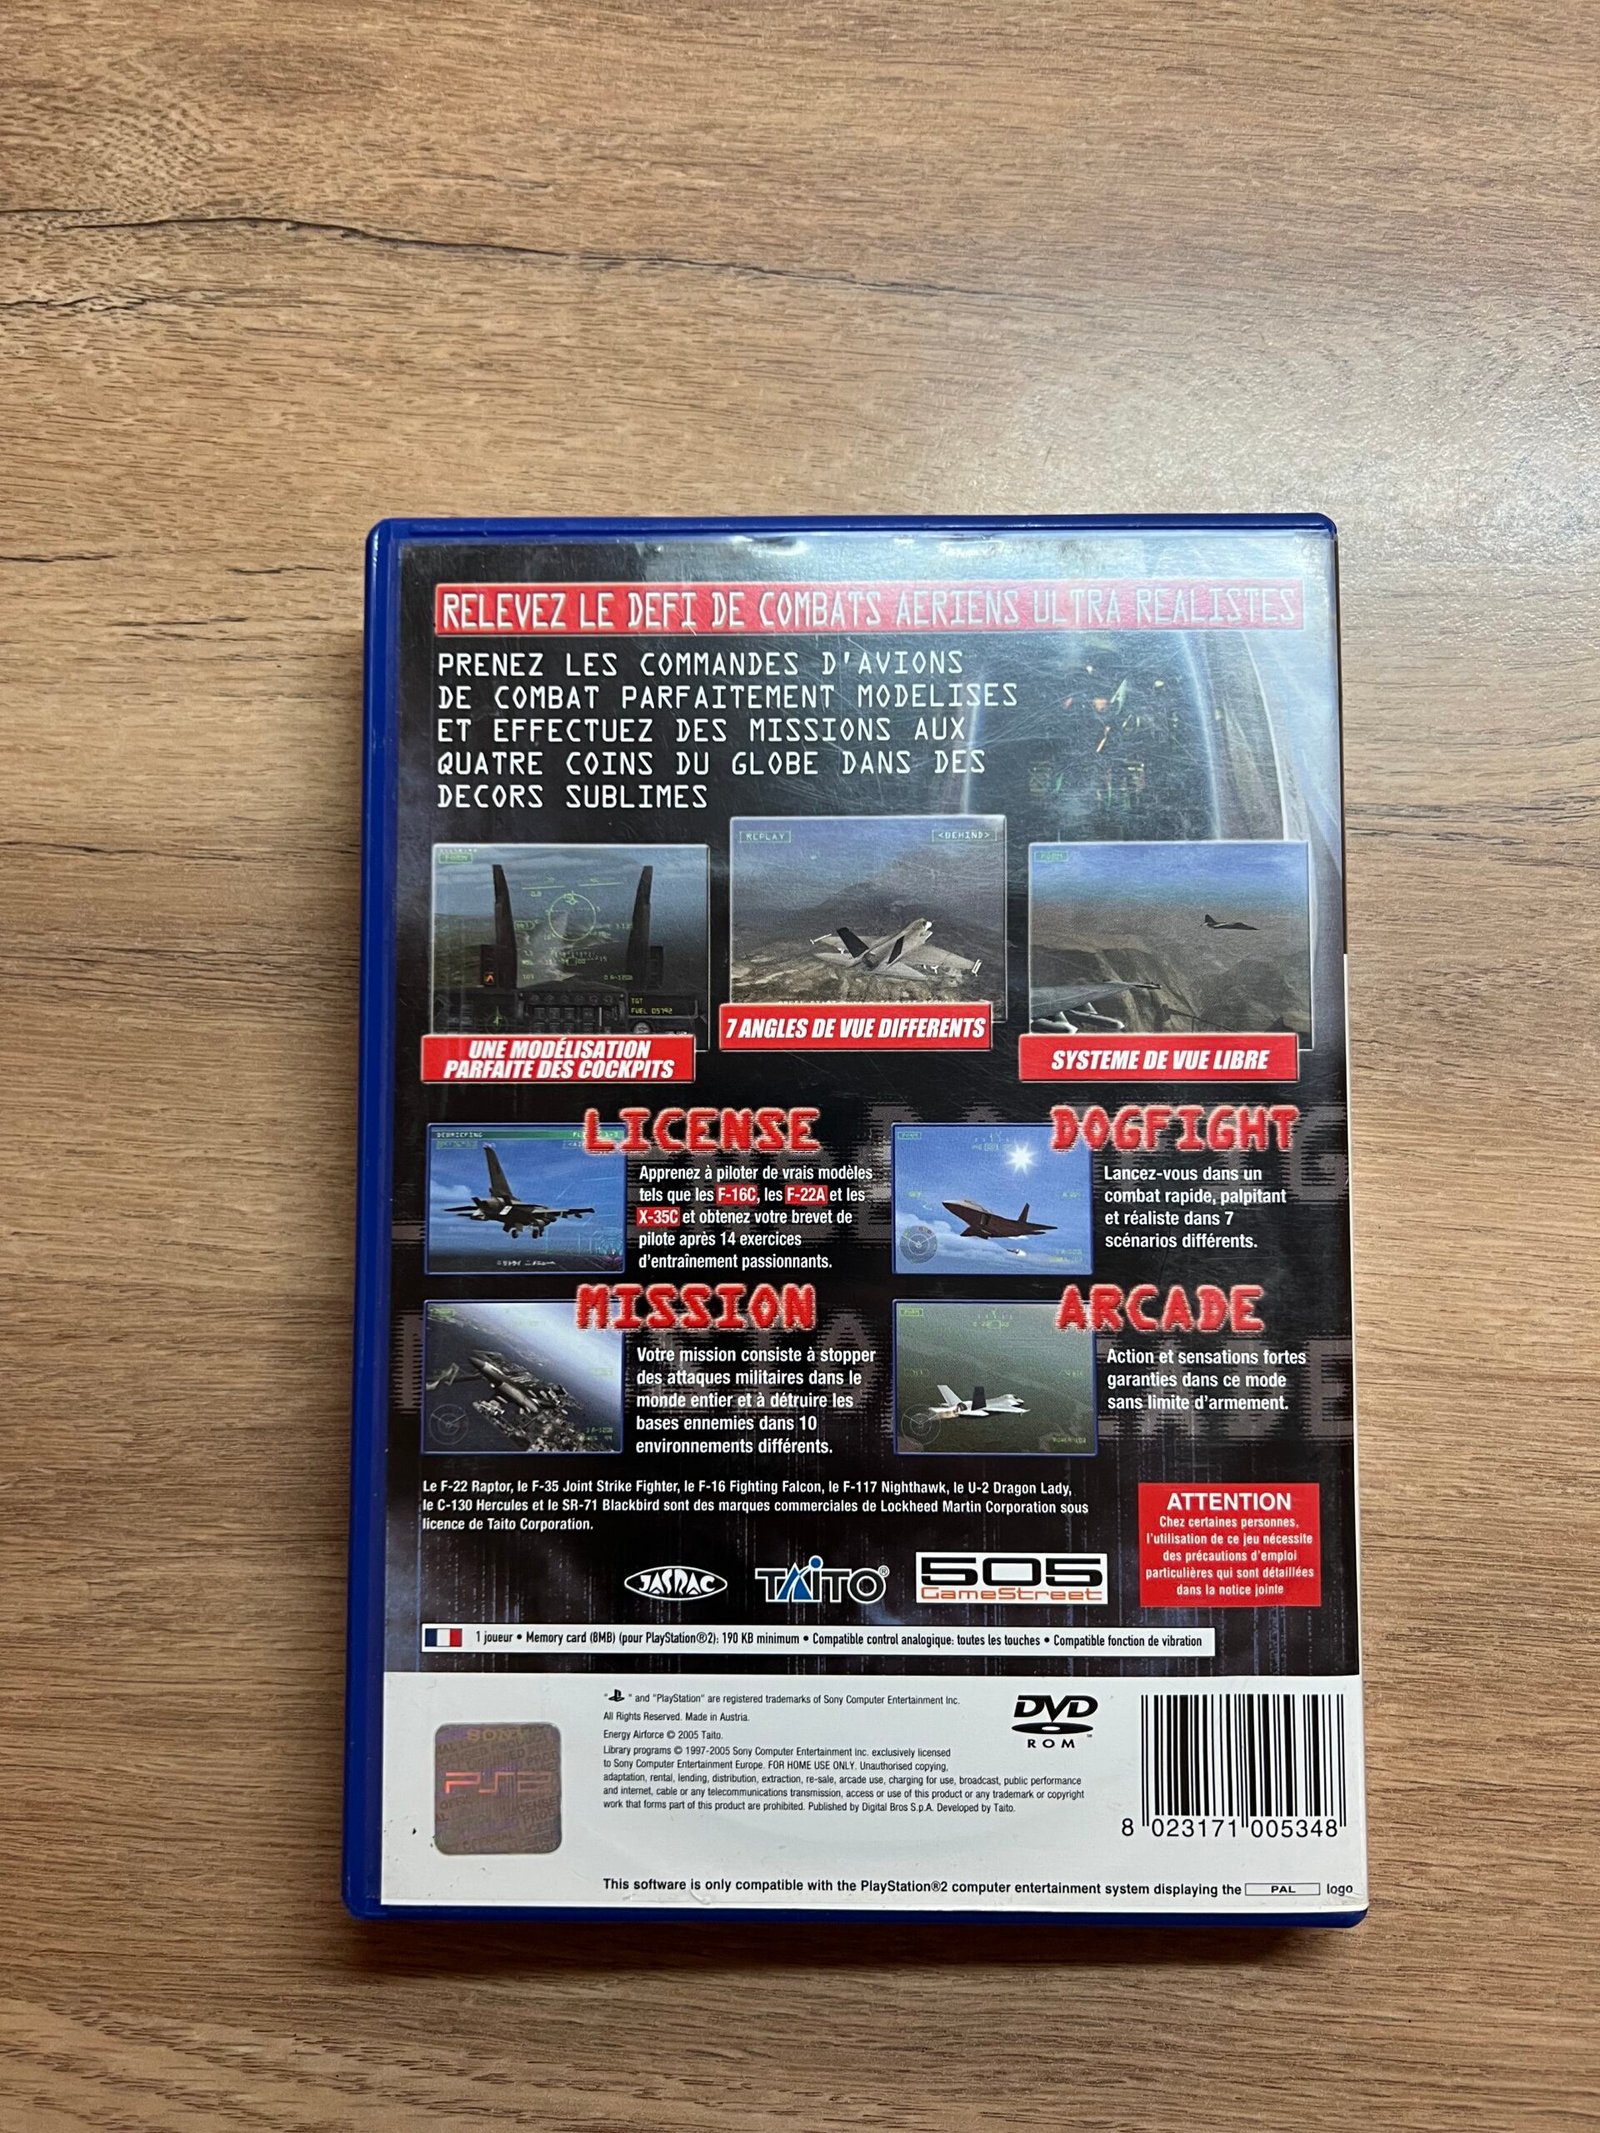 RELEVEZ LE DEFI DE COMBATS AERIENS ULTRA REALISTES
PRENEZ LES COMMANDES D'AVIONS
DE COMBAT PARFAITEMENT MODELISES
ET EFFECTUEZ DES MISSIONS AUX
QUATRE COINS DU GLOBE DANS DES
DECORS SUBLIMES
REPLAY
<BEHIND>
TGT
FUEL 05792
UNE MODÉLISATION
PARFAITE DES COCKPITS
7 ANGLES DE VUE DIFFERENTS
SYSTEME DE VUE LIBRE
DEBRIEFING
LICENSE
Apprenez à piloter de vrais modèles
tels que les F-16C, les F-22A et les
X-35C et obtenez votre brevet de
pilote après 14 exercices
d'entraînement passionnants.
DOGFIGHT
Lancez-vous dans un
combat rapide, palpitant
et réaliste dans 7
scénarios différents.
MISSION
Votre mission consiste à stopper
des attaques militaires dans le
monde entier et à détruire les
bases ennemies dans 10
environnements différents.
ARCADE
Action et sensations fortes
garanties dans ce mode
sans limite d'armement.
Le F-22 Raptor, le F-35 Joint Strike Fighter, le F-16 Fighting Falcon, le F-117 Nighthawk, le U-2 Dragon Lady,
le C-130 Hercules et le SR-71 Blackbird sont des marques commerciales de Lockheed Martin Corporation sous
licence de Taito Corporation.
ATTENTION
Chez certaines personnes,
l'utilisation de ce jeu nécessite
des précautions d'emploi
particulières qui sont détaillées
dans la notice jointe
JASRAC
TAITO®
505
GameStreet
1 joueur • Memory card (8MB) (pour PlayStation®2): 190 KB minimum • Compatible control analogique: toutes les touches • Compatible fonction de vibration
" " and "PlayStation" are registered trademarks of Sony Computer Entertainment Inc.
All Rights Reserved. Made in Austria.
Energy Airforce © 2005 Taito.
Library programs © 1997-2005 Sony Computer Entertainment Inc. exclusively licensed
to Sony Computer Entertainment Europe. FOR HOME USE ONLY. Unauthorised copying,
adaptation, rental, lending, distribution, extraction, re-sale, arcade use, charging for use, broadcast, public performance
and internet, cable or any telecommunications transmission, access or use of this product or any trademark or copyright
work that forms part of this product are prohibited. Published by Digital Bros S.p.A. Developed by Taito.
DVD
ROM
SONY
PS2
8 023171 005348
This software is only compatible with the PlayStation®2 computer entertainment system displaying the PAL logo